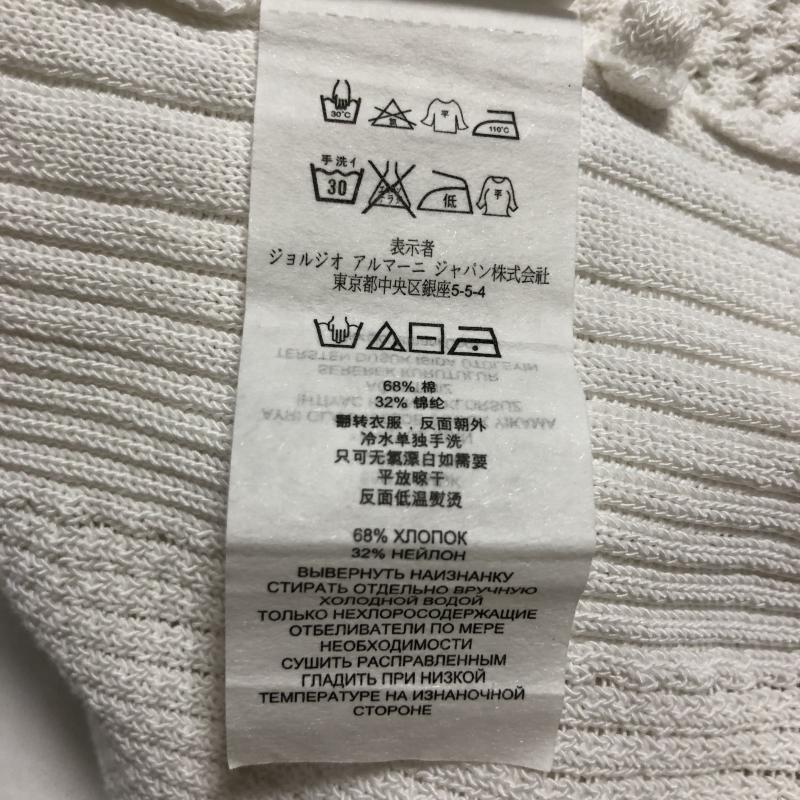 30°C 110°C
平
手洗イ
30 低 平
表示者
ジョルジオ アルマーニ ジャパン株式会社
東京都中央区銀座5-5-4
68% 棉
32% 锦纶
翻转衣服，反面朝外
冷水单独手洗
只可无氯漂白如需要
平放晾干
反面低温熨烫
68% ХЛОПОК
32% НЕЙЛОН
ВЫВЕРНУТЬ НАИЗНАНКУ
СТИРАТЬ ОТДЕЛЬНО ВРУЧНУЮ
ХОЛОДНОЙ ВОДОЙ
ТОЛЬКО НЕХЛОРОСОДЕРЖАЩИЕ
ОТБЕЛИВАТЕЛИ ПО МЕРЕ
НЕОБХОДИМОСТИ
СУШИТЬ РАСПРАВЛЕННЫМ
ГЛАДИТЬ ПРИ НИЗКОЙ
ТЕМПЕРАТУРЕ НА ИЗНАНОЧНОЙ
СТОРОНЕ